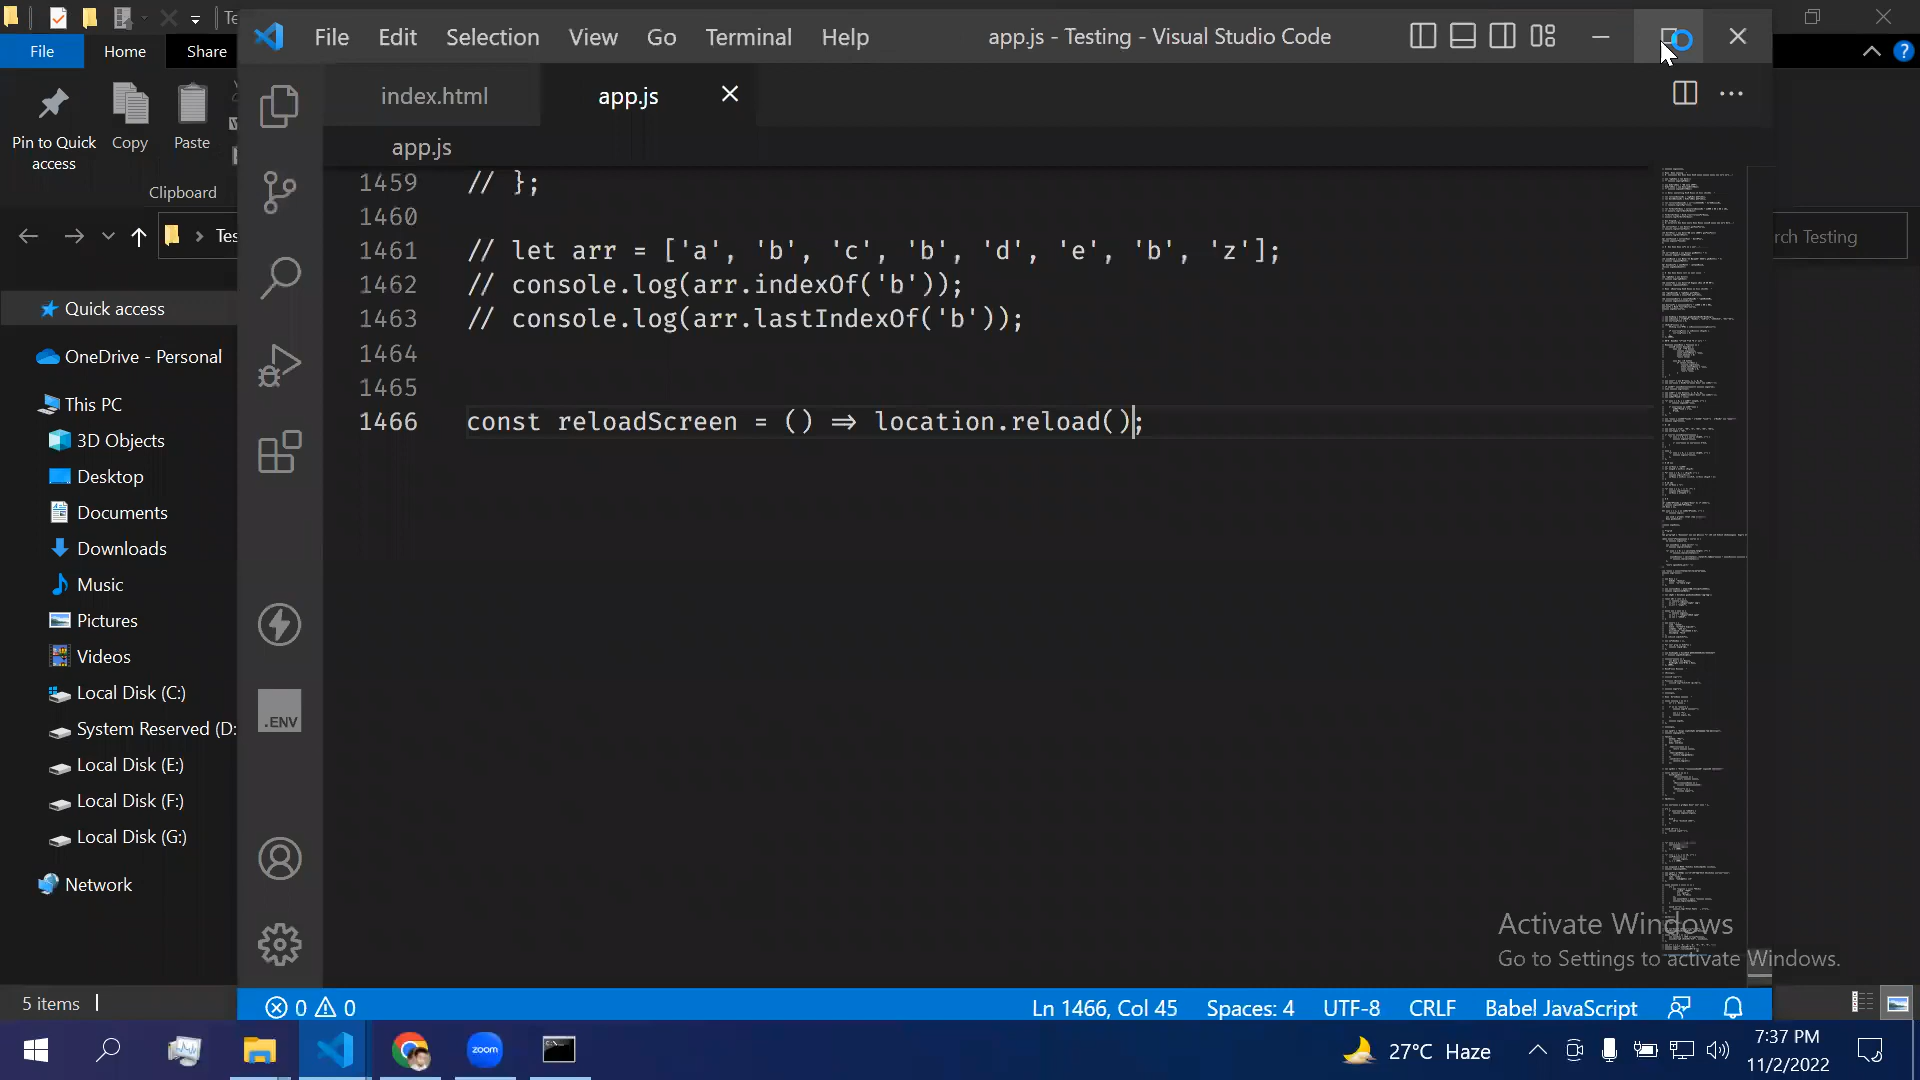 Te
File Home Share
File Edit Selection View Go Terminal Help
app.js - Testing - Visual Studio Code
Pin to Quick
access
Copy
Paste
Clipboard
Tes
rch Testing
Quick access
OneDrive - Personal
This PC
3D Objects
Desktop
Documents
Downloads
Music
Pictures
Videos
Local Disk (C:)
System Reserved (D:
Local Disk (E:)
Local Disk (F:)
Local Disk (G:)
Network
5 items
index.html
app.js
app.js
.ENV
1459 // };
1460
1461 // let arr = ['a', 'b', 'c', 'b', 'd', 'e', 'b', 'z'];
1462 // console.log(arr.indexOf('b'));
1463 // console.log(arr.lastIndexOf('b'));
1464
1465
1466 const reloadScreen = () => location.reload();
Activate Windows
Go to Settings to activate Windows.
0 0
Ln 1466, Col 45
Spaces: 4
UTF-8
CRLF
Babel JavaScript
zoom
27°C Haze
7:37 PM
11/2/2022